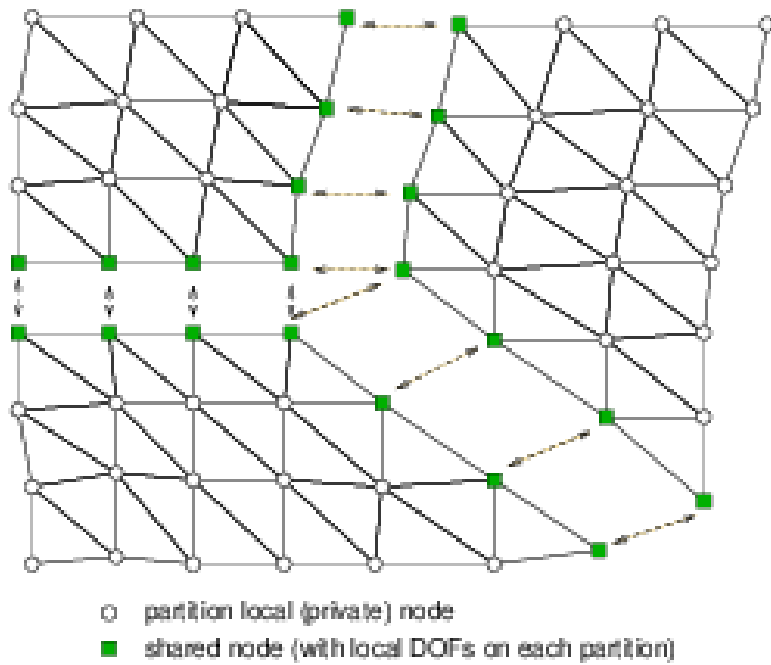 partition local (private) node
shared node (with local DOFs on each partition)